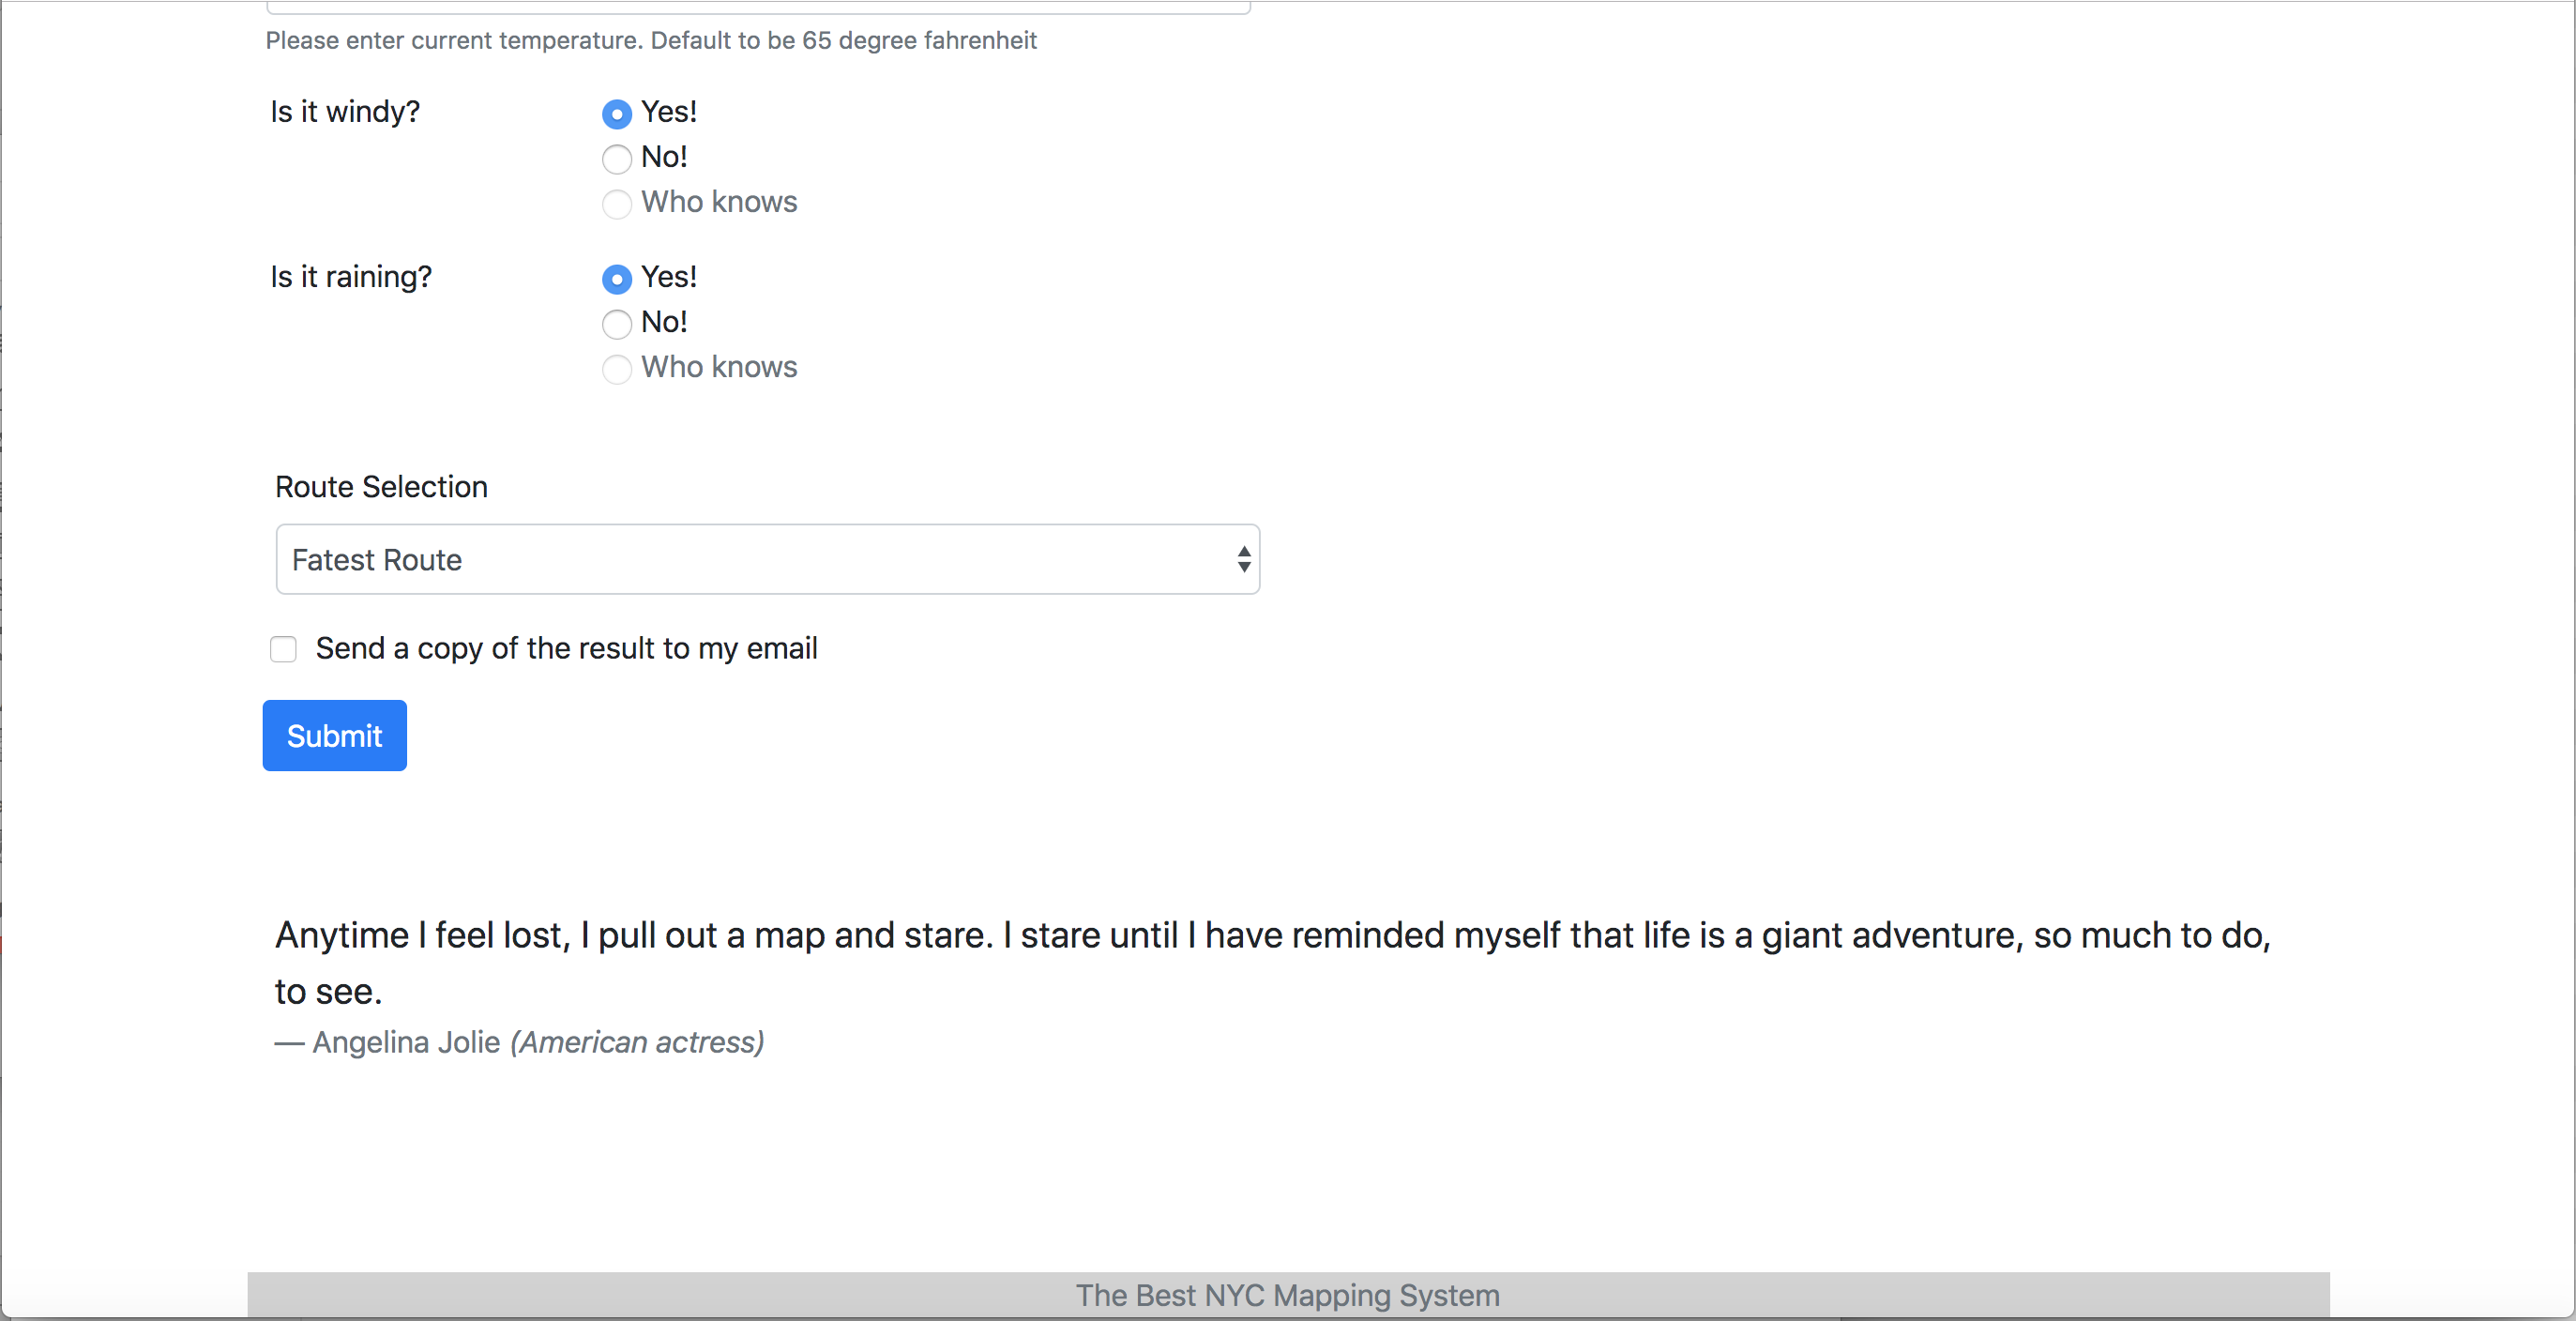 Please enter current temperature. Default to be 65 degree fahrenheit
Is it windy?
Yes!
No!
Who knows
Is it raining?
Yes!
No!
Who knows
Route Selection
Fatest Route
Send a copy of the result to my email
Submit
Anytime I feel lost, I pull out a map and stare. I stare until I have reminded myself that life is a giant adventure, so much to do,
to see.
— Angelina Jolie (American actress)
The Best NYC Mapping System